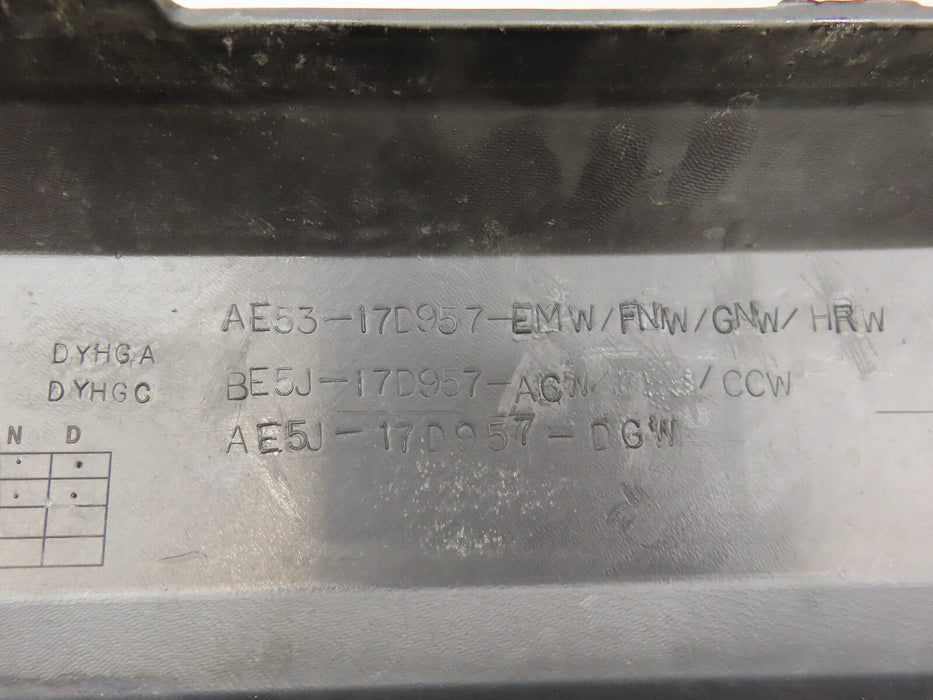 AE53-17D957-EMW/FNW/GNW/HRW
DYHGA
BE5J-17D957-ACW/ /CCW
DYHGC
AE5J-17D957-DGW
N D